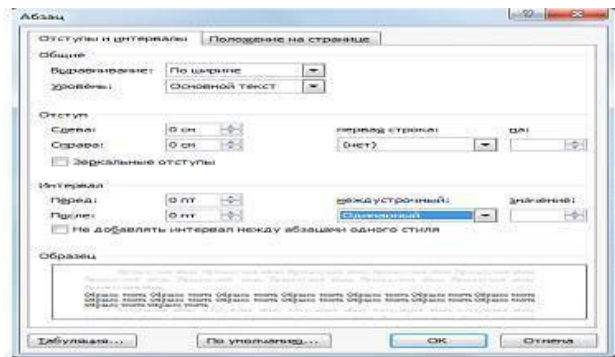 Абзац
Отступы и интервалы Положение на странице
Общие
Выравнивание: По ширине
Уровень: Основной текст
Отступ
Слева: 0 см первая строка: на:
Справа: 0 см (нет)
Зеркальные отступы
Интервал
Перед: 0 пт междустрочный: значение:
После: 0 пт Одинарный
Не добавлять интервал между абзацами одного стиля
Образец
Табуляция... По умолчанию... ОК Отмена